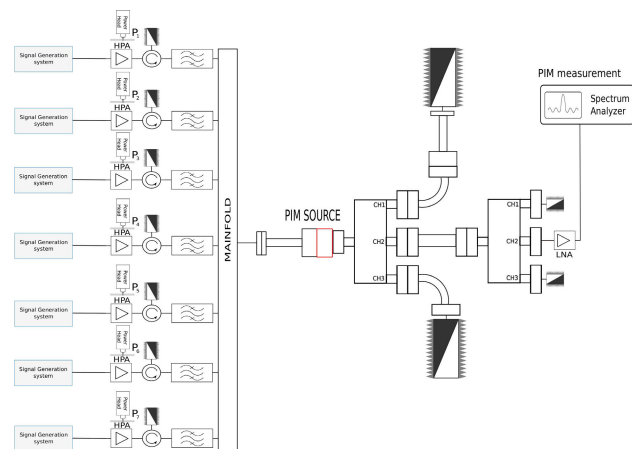 Power Head
P1
HPA
Signal Generation system
Power Head
P2
HPA
Signal Generation system
Power Head
P3
HPA
Signal Generation system
Power Head
P4
HPA
Signal Generation system
Power Head
P5
HPA
Signal Generation system
Power Head
P6
HPA
Signal Generation system
Power Head
P7
HPA
Signal Generation system
MAINFOLD
PIM SOURCE
CH1
CH2
CH3
CH1
CH2
CH3
LNA
PIM measurement
Spectrum
Analyzer